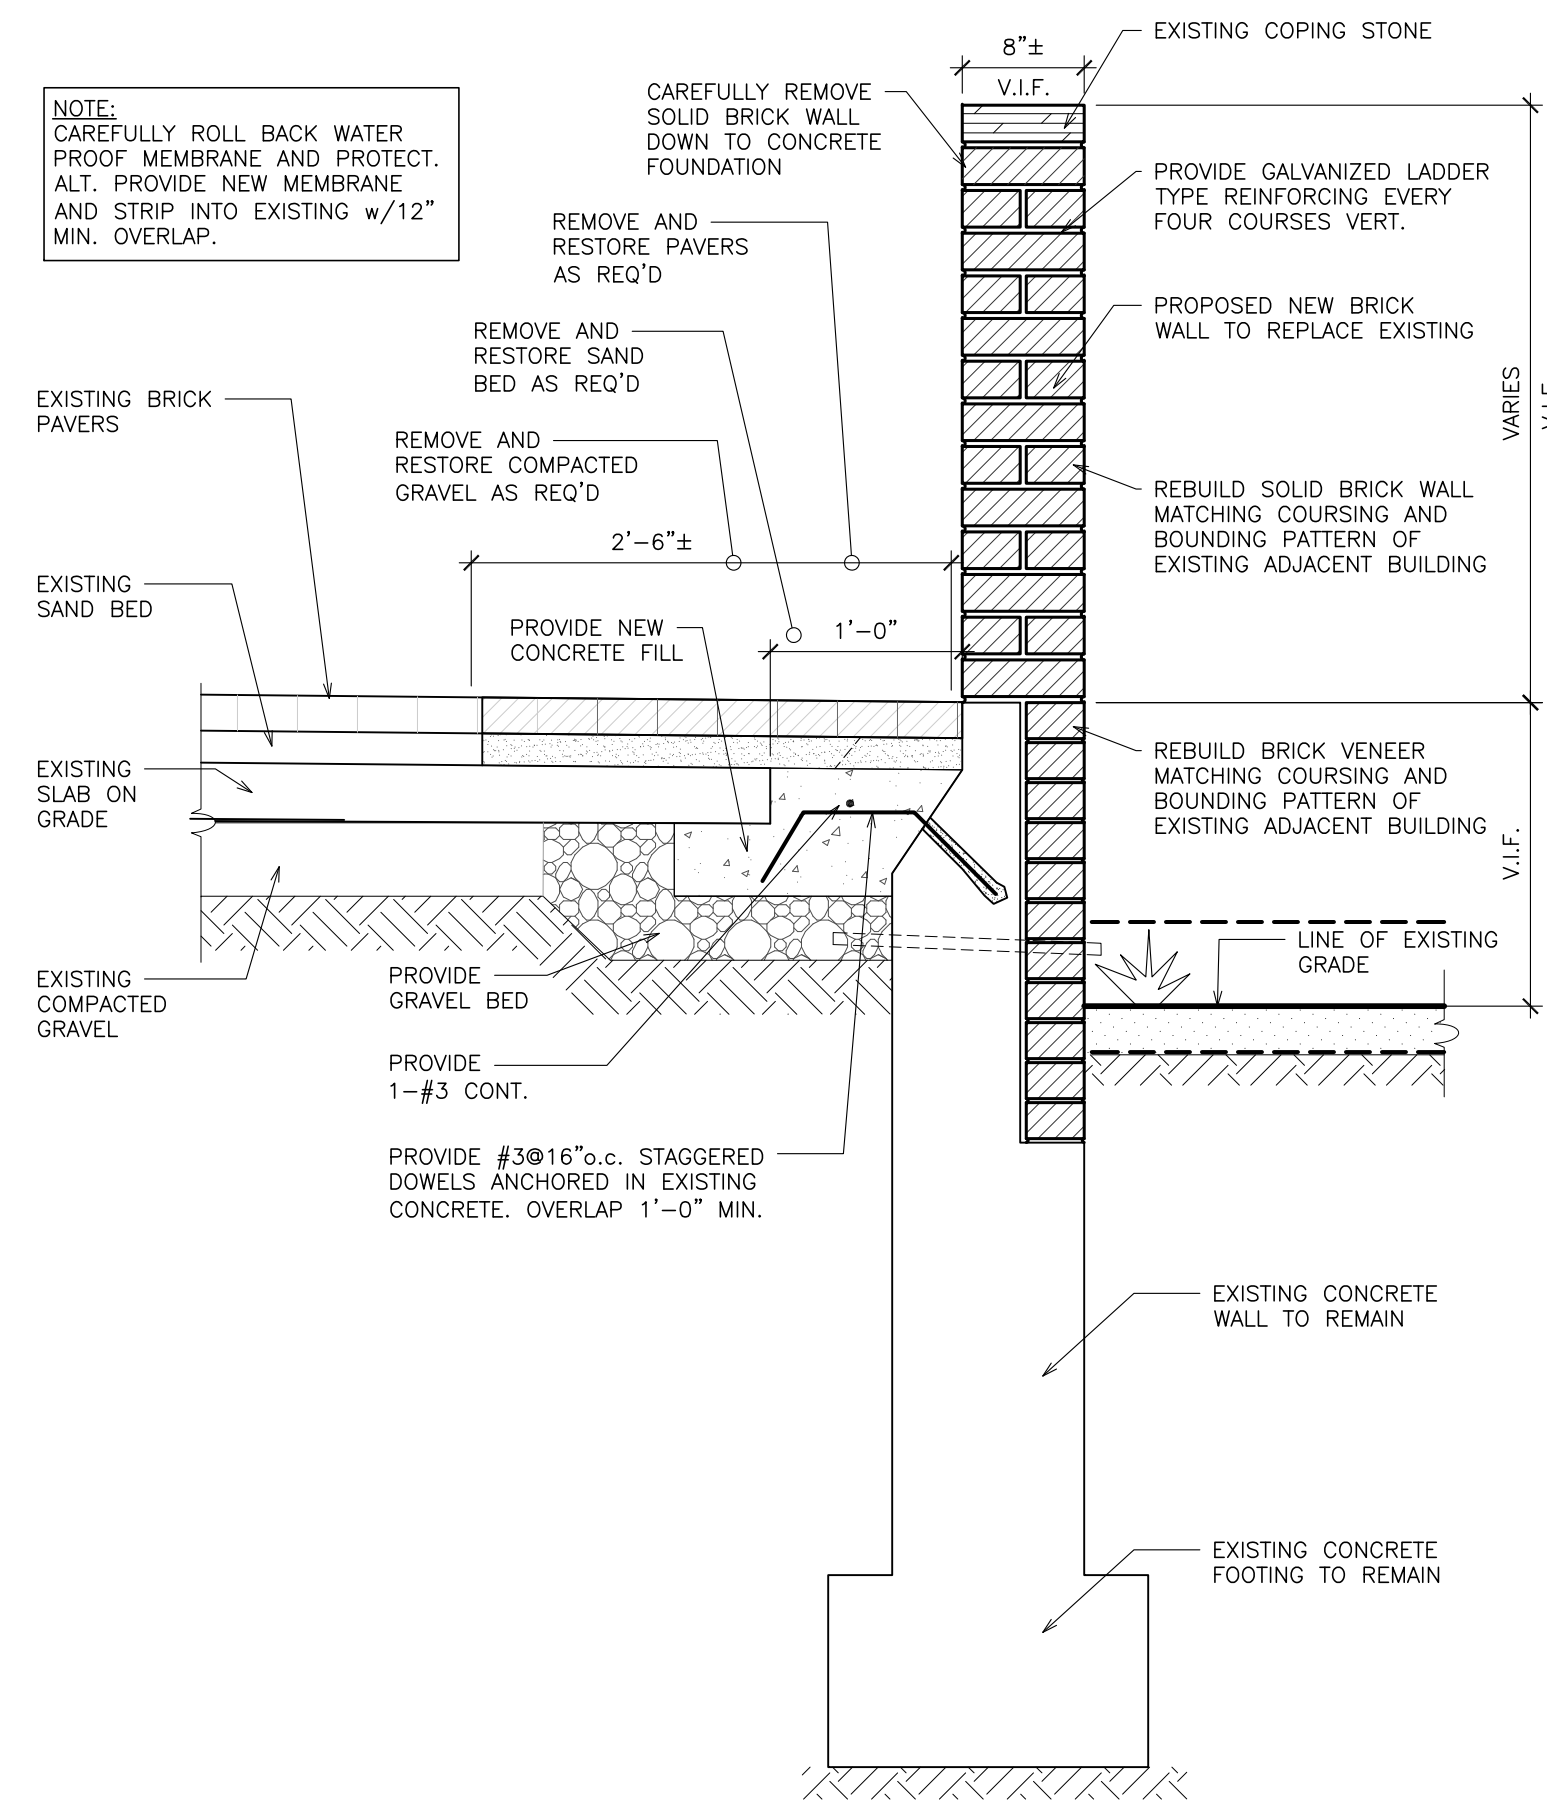 8"±
V.I.F.
EXISTING COPING STONE
NOTE:
CAREFULLY ROLL BACK WATER
PROOF MEMBRANE AND PROTECT.
ALT. PROVIDE NEW MEMBRANE
AND STRIP INTO EXISTING w/12"
MIN. OVERLAP.
CAREFULLY REMOVE
SOLID BRICK WALL
DOWN TO CONCRETE
FOUNDATION
PROVIDE GALVANIZED LADDER
TYPE REINFORCING EVERY
FOUR COURSES VERT.
REMOVE AND
RESTORE PAVERS
AS REQ'D
PROPOSED NEW BRICK
WALL TO REPLACE EXISTING
REMOVE AND
RESTORE SAND
BED AS REQ'D
EXISTING BRICK
PAVERS
VARIES
REMOVE AND
RESTORE COMPACTED
GRAVEL AS REQ'D
REBUILD SOLID BRICK WALL
MATCHING COURSING AND
BOUNDING PATTERN OF
EXISTING ADJACENT BUILDING
2'-6"±
EXISTING
SAND BED
PROVIDE NEW
CONCRETE FILL
1'-0"
EXISTING
SLAB ON
GRADE
REBUILD BRICK VENEER
MATCHING COURSING AND
BOUNDING PATTERN OF
EXISTING ADJACENT BUILDING
V.I.F.
LINE OF EXISTING
GRADE
EXISTING
COMPACTED
GRAVEL
PROVIDE
GRAVEL BED
PROVIDE
1-#3 CONT.
PROVIDE #3@16"o.c. STAGGERED
DOWELS ANCHORED IN EXISTING
CONCRETE. OVERLAP 1'-0" MIN.
EXISTING CONCRETE
WALL TO REMAIN
EXISTING CONCRETE
FOOTING TO REMAIN